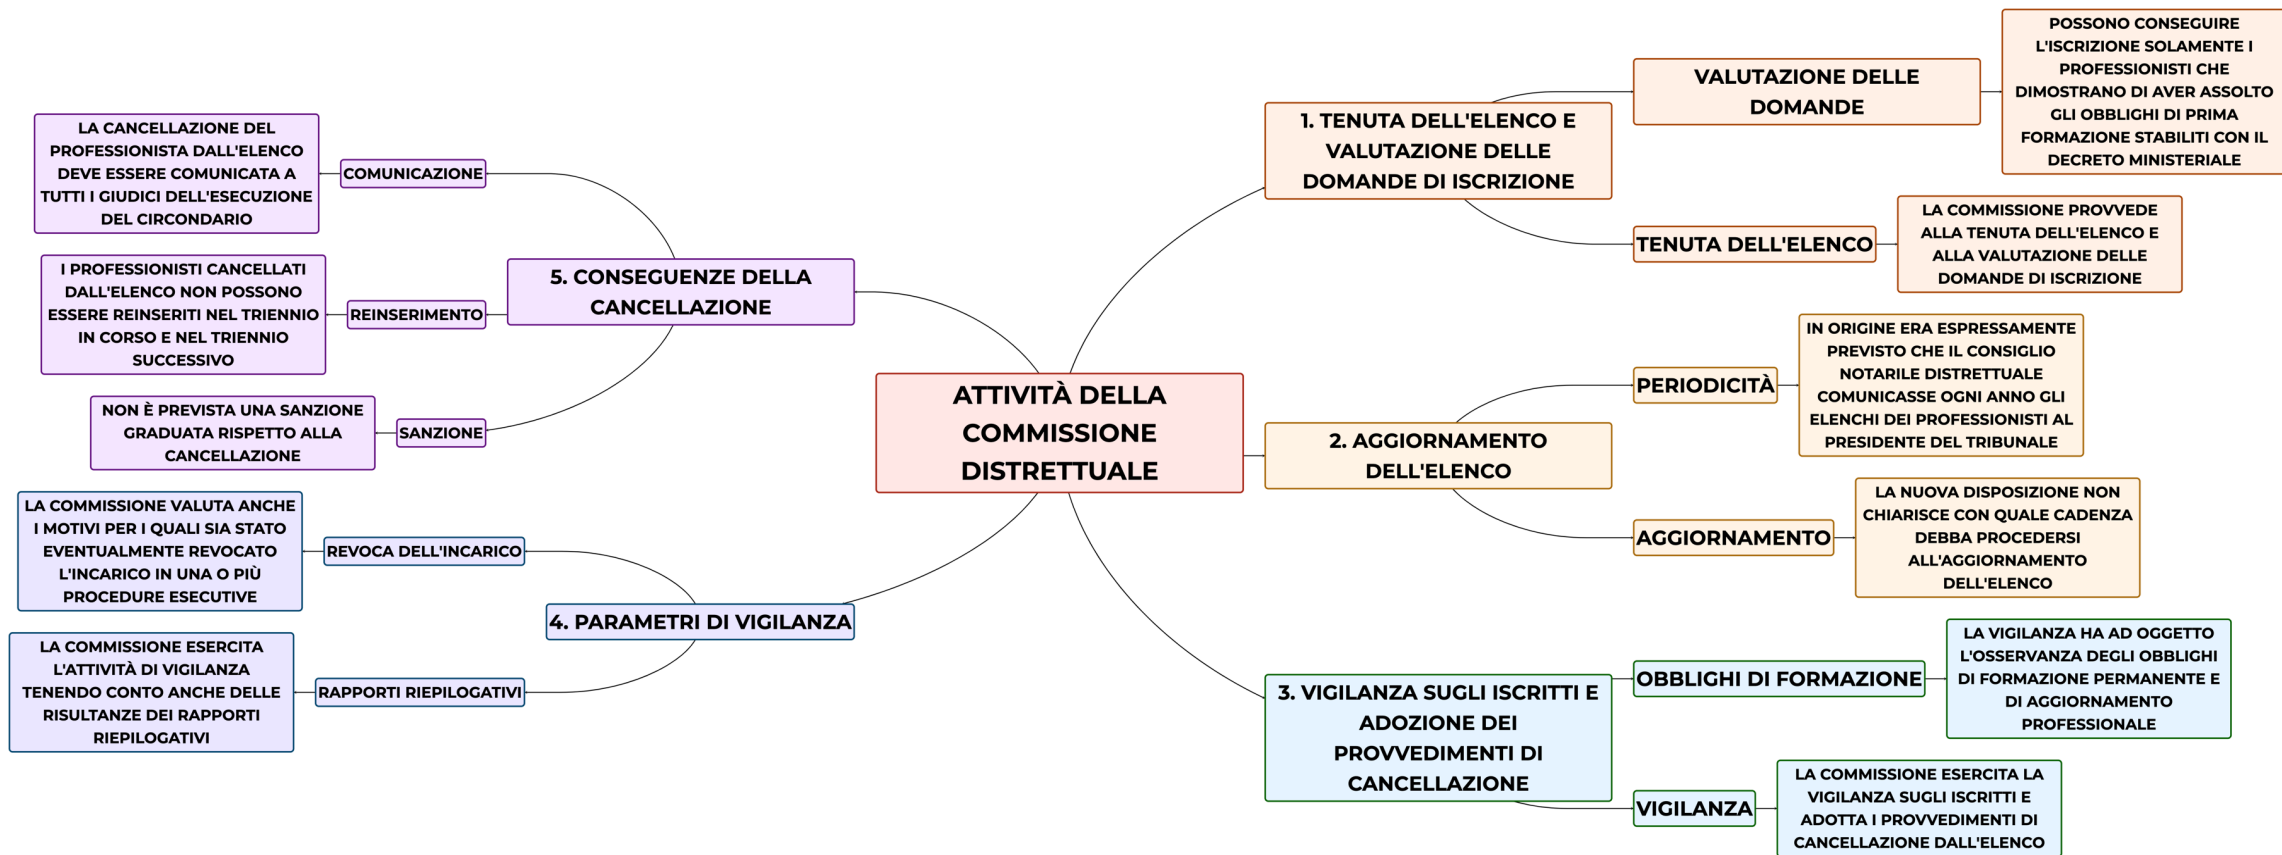 ATTIVITÀ DELLA
COMMISSIONE
DISTRETTUALE
1. TENUTA DELL'ELENCO E
VALUTAZIONE DELLE
DOMANDE DI ISCRIZIONE
VALUTAZIONE DELLE
DOMANDE
POSSONO CONSEGUIRE
L'ISCRIZIONE SOLAMENTE I
PROFESSIONISTI CHE
DIMOSTRANO DI AVER ASSOLTO
GLI OBBLIGHI DI PRIMA
FORMAZIONE STABILITI CON IL
DECRETO MINISTERIALE
TENUTA DELL'ELENCO
LA COMMISSIONE PROVVEDE
ALLA TENUTA DELL'ELENCO E
ALLA VALUTAZIONE DELLE
DOMANDE DI ISCRIZIONE
2. AGGIORNAMENTO
DELL'ELENCO
PERIODICITÀ
IN ORIGINE ERA ESPRESSAMENTE
PREVISTO CHE IL CONSIGLIO
NOTARILE DISTRETTUALE
COMUNICASSE OGNI ANNO GLI
ELENCHI DEI PROFESSIONISTI AL
PRESIDENTE DEL TRIBUNALE
AGGIORNAMENTO
LA NUOVA DISPOSIZIONE NON
CHIARISCE CON QUALE CADENZA
DEBBA PROCEDERSI
ALL'AGGIORNAMENTO
DELL'ELENCO
3. VIGILANZA SUGLI ISCRITTI E
ADOZIONE DEI
PROVVEDIMENTI DI
CANCELLAZIONE
OBBLIGHI DI FORMAZIONE
LA VIGILANZA HA AD OGGETTO
L'OSSERVANZA DEGLI OBBLIGHI
DI FORMAZIONE PERMANENTE E
DI AGGIORNAMENTO
PROFESSIONALE
VIGILANZA
LA COMMISSIONE ESERCITA LA
VIGILANZA SUGLI ISCRITTI E
ADOTTA I PROVVEDIMENTI DI
CANCELLAZIONE DALL'ELENCO
4. PARAMETRI DI VIGILANZA
REVOCA DELL'INCARICO
LA COMMISSIONE VALUTA ANCHE
I MOTIVI PER I QUALI SIA STATO
EVENTUALMENTE REVOCATO
L'INCARICO IN UNA O PIÙ
PROCEDURE ESECUTIVE
RAPPORTI RIEPILOGATIVI
LA COMMISSIONE ESERCITA
L'ATTIVITÀ DI VIGILANZA
TENENDO CONTO ANCHE DELLE
RISULTANZE DEI RAPPORTI
RIEPILOGATIVI
5. CONSEGUENZE DELLA
CANCELLAZIONE
COMUNICAZIONE
LA CANCELLAZIONE DEL
PROFESSIONISTA DALL'ELENCO
DEVE ESSERE COMUNICATA A
TUTTI I GIUDICI DELL'ESECUZIONE
DEL CIRCONDARIO
REINSERIMENTO
I PROFESSIONISTI CANCELLATI
DALL'ELENCO NON POSSONO
ESSERE REINSERITI NEL TRIENNIO
IN CORSO E NEL TRIENNIO
SUCCESSIVO
SANZIONE
NON È PREVISTA UNA SANZIONE
GRADUATA RISPETTO ALLA
CANCELLAZIONE